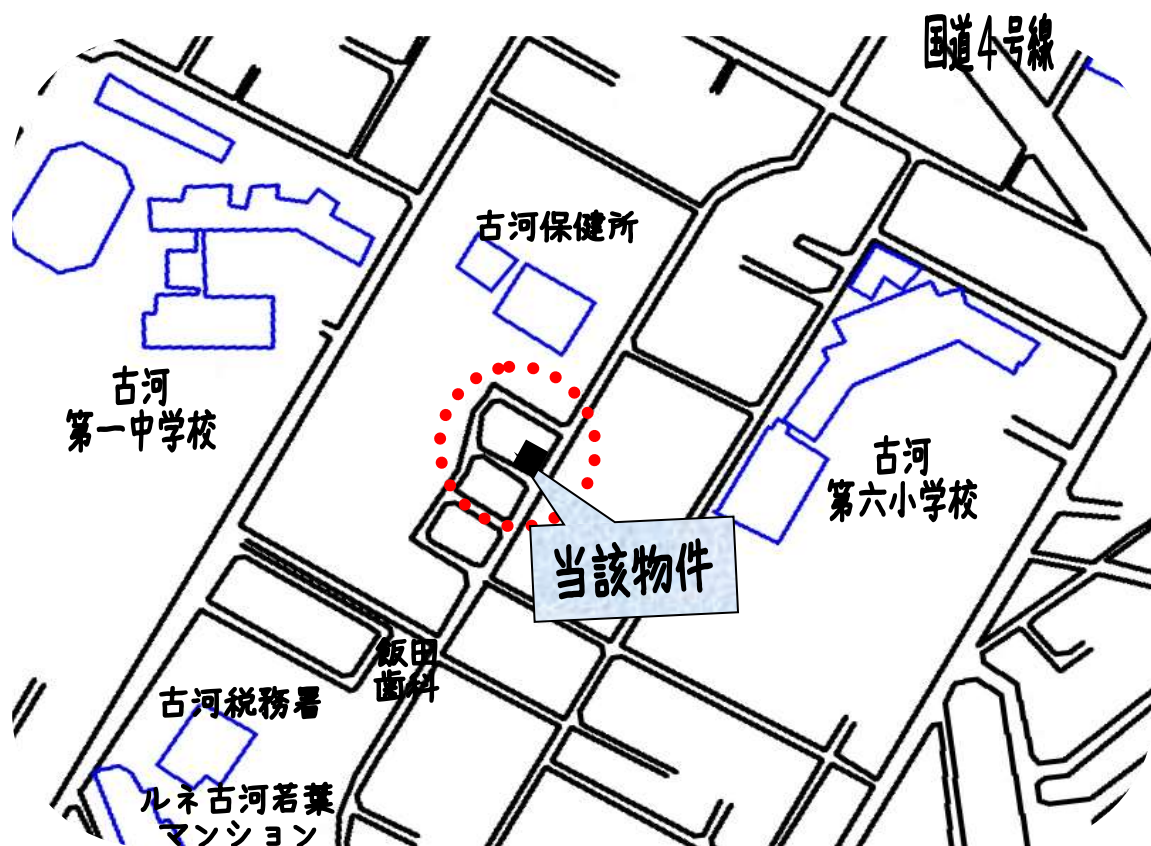 国道4号線
古河保健所
古河
第一中学校
古河
第六小学校
当該物件
飯田
歯科
古河税務署
ルネ古河若葉
マンション